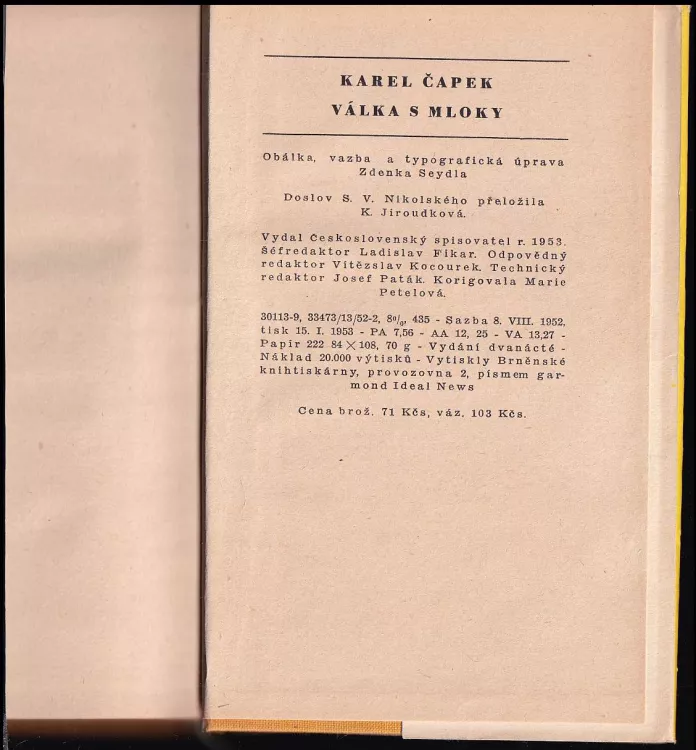 KAREL ČAPEK
VÁLKA S MLOKY
Obálka, vazba a typografická úprava
Zdenka Seydla
Doslov S. V. Nikolského přeložila
K. Jiroudková.
Vydal Československý spisovatel r. 1953.
Šéfredaktor Ladislav Fikar. Odpovědný
redaktor Vítězslav Kocourek. Technický
redaktor Josef Paták. Korigovala Marie
Petelová.
30113-9, 33473/13/52-2, 8⁰/₀, 435 - Sazba 8. VIII. 1952,
tisk 15. I. 1953 - PA 7,56 - AA 12, 25 - VA 13,27 -
Papír 222 84×108, 70 g - Vydání dvanácté -
Náklad 20.000 výtisků - Vytiskly Brněnské
knihtiskárny, provozovna 2, písmem gar-
mond Ideal News
Cena brož. 71 Kčs, váz. 103 Kčs.